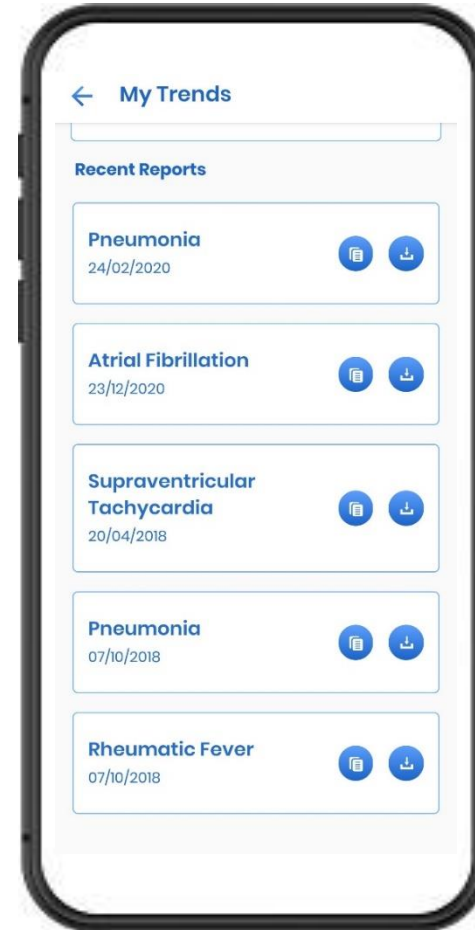 My Trends
Recent Reports
Pneumonia
24/02/2020
Atrial Fibrillation
23/12/2020
Supraventricular
Tachycardia
20/04/2018
Pneumonia
07/10/2018
Rheumatic Fever
07/10/2018